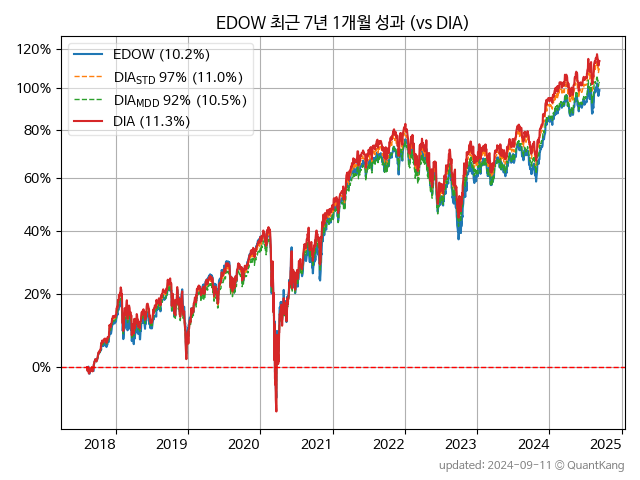 EDOW 최근 7년 1개월 성과 (vs DIA)
120%
100%
80%
60%
40%
20%
0%
EDOW (10.2%)
DIA_STD 97% (11.0%)
DIA_MDD 92% (10.5%)
DIA (11.3%)
2018 2019 2020 2021 2022 2023 2024 2025
updated: 2024-09-11 © QuantKang